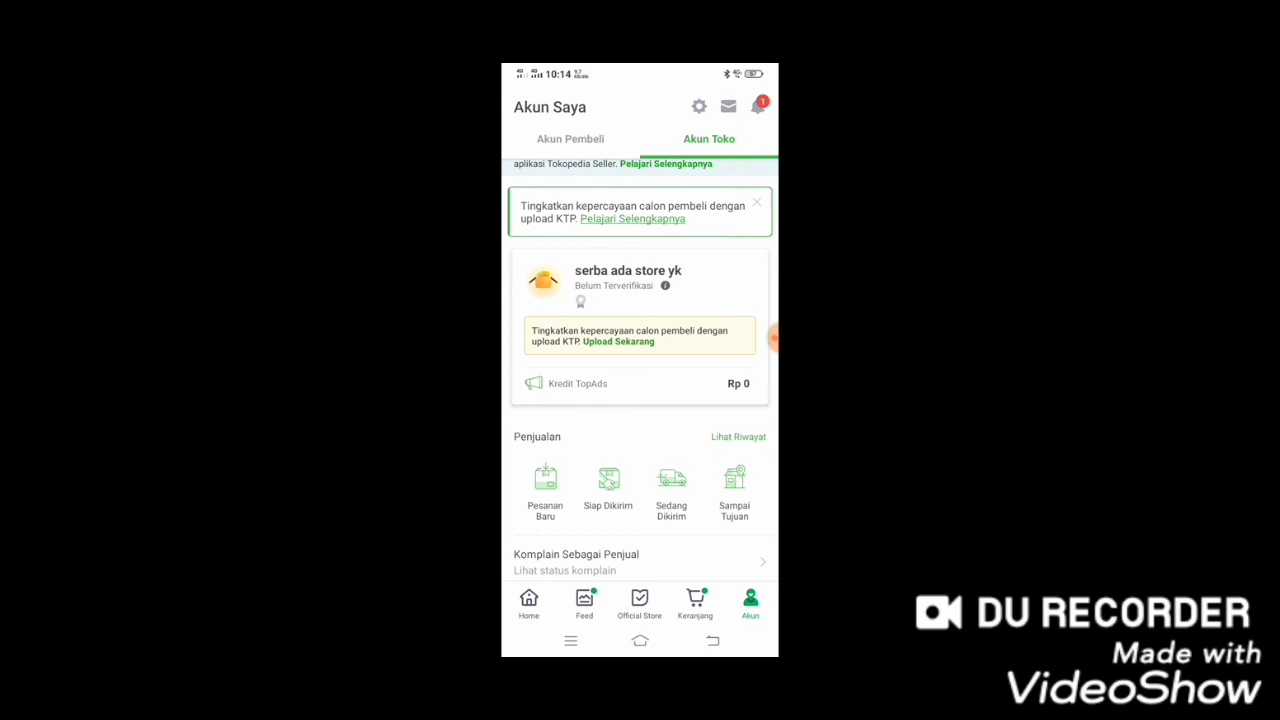 10:14
Akun Saya
1
Akun Pembeli
Akun Toko
aplikasi Tokopedia Seller. Pelajari Selengkapnya
Tingkatkan kepercayaan calon pembeli dengan
upload KTP. Pelajari Selengkapnya
serba ada store yk
Belum Terverifikasi
Tingkatkan kepercayaan calon pembeli dengan
upload KTP. Upload Sekarang
Kredit TopAds
Rp 0
Penjualan
Lihat Riwayat
Pesanan
Baru
Siap Dikirim
Sedang
Dikirim
Sampai
Tujuan
Komplain Sebagai Penjual
Lihat status komplain
Home
Feed
Official Store
Keranjang
Akun
DU RECORDER
Made with
VideoShow